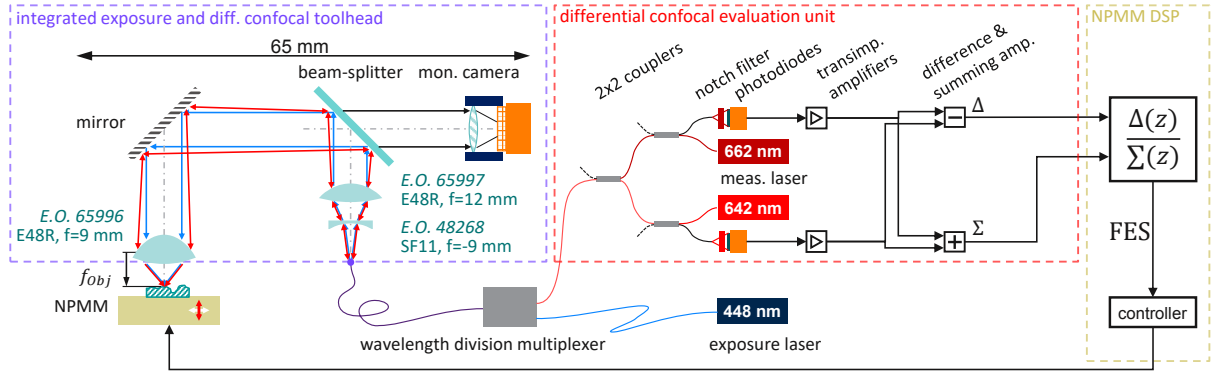 integrated exposure and diff. confocal toolhead
differential confocal evaluation unit
NPMM DSP
65 mm
beam-splitter
mon. camera
mirror
2x2 couplers
notch filter
photodiodes
transimp.
amplifiers
difference &
summing amp.
Δ
−
662 nm
meas. laser
642 nm
Σ
+
Δ(z)
Σ(z)
FES
controller
E.O. 65997
E48R, f=12 mm
E.O. 48268
SF11, f=-9 mm
E.O. 65996
E48R, f=9 mm
fObj
NPMM
wavelength division multiplexer
448 nm
exposure laser